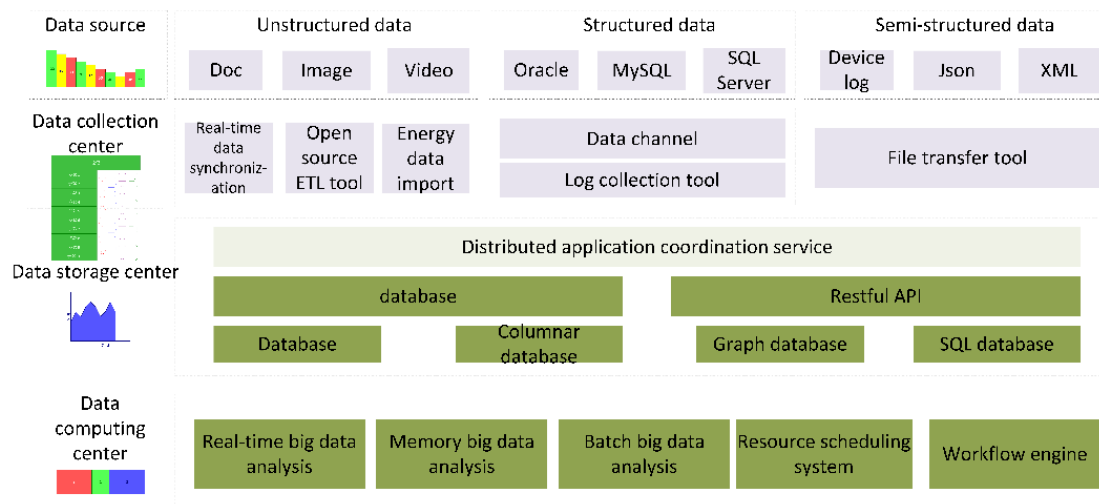 Data source
Unstructured data
Structured data
Semi-structured data
Doc
Image
Video
Oracle
MySQL
SQL
Server
Device
log
Json
XML
Data collection
center
Real-time
data
synchroniz-
ation
Open
source
ETL tool
Energy
data
import
Data channel
Log collection tool
File transfer tool
Data storage center
Distributed application coordination service
database
Restful API
Database
Columnar
database
Graph database
SQL database
Data
computing
center
Real-time big data
analysis
Memory big data
analysis
Batch big data
analysis
Resource scheduling
system
Workflow engine